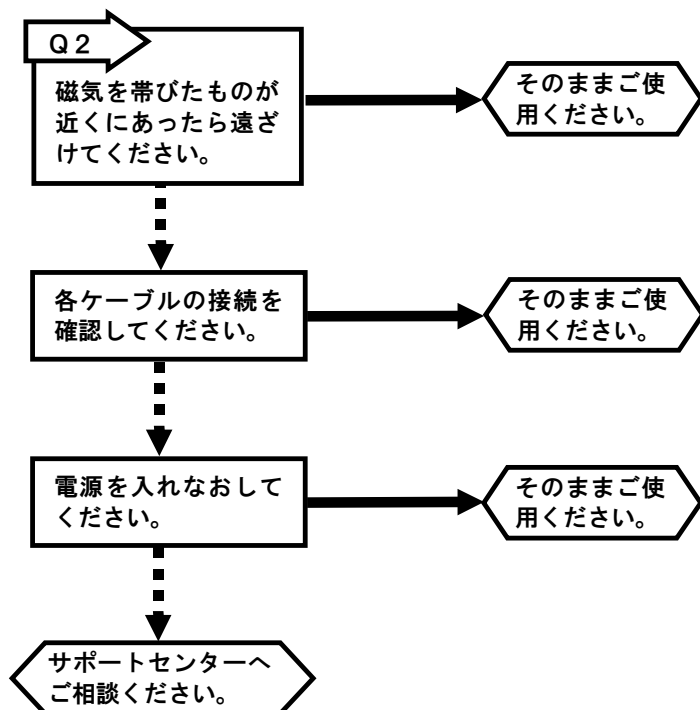 Q2
磁気を帯びたものが
近くにあったら遠ざ
けてください。
そのままご使
用ください。
各ケーブルの接続を
確認してください。
そのままご使
用ください。
電源を入れなおして
ください。
そのままご使
用ください。
サポートセンターへ
ご相談ください。